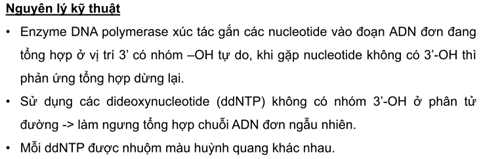 Nguyên lý kỹ thuật
• Enzyme DNA polymerase xúc tác gắn các nucleotide vào đoạn ADN đơn đang
tổng hợp ở vị trí 3' có nhóm –OH tự do, khi gặp nucleotide không có 3'-OH thì
phản ứng tổng hợp dừng lại.
• Sử dụng các dideoxynucleotide (ddNTP) không có nhóm 3'-OH ở phân tử
đường -> làm ngưng tổng hợp chuỗi ADN đơn ngẫu nhiên.
• Mỗi ddNTP được nhuộm màu huỳnh quang khác nhau.